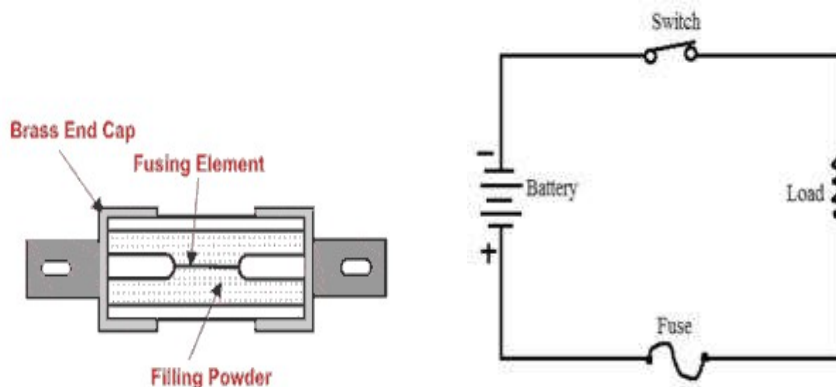 Brass End Cap
Fusing Element
Filling Powder
Switch
-
Battery
+
Load
Fuse